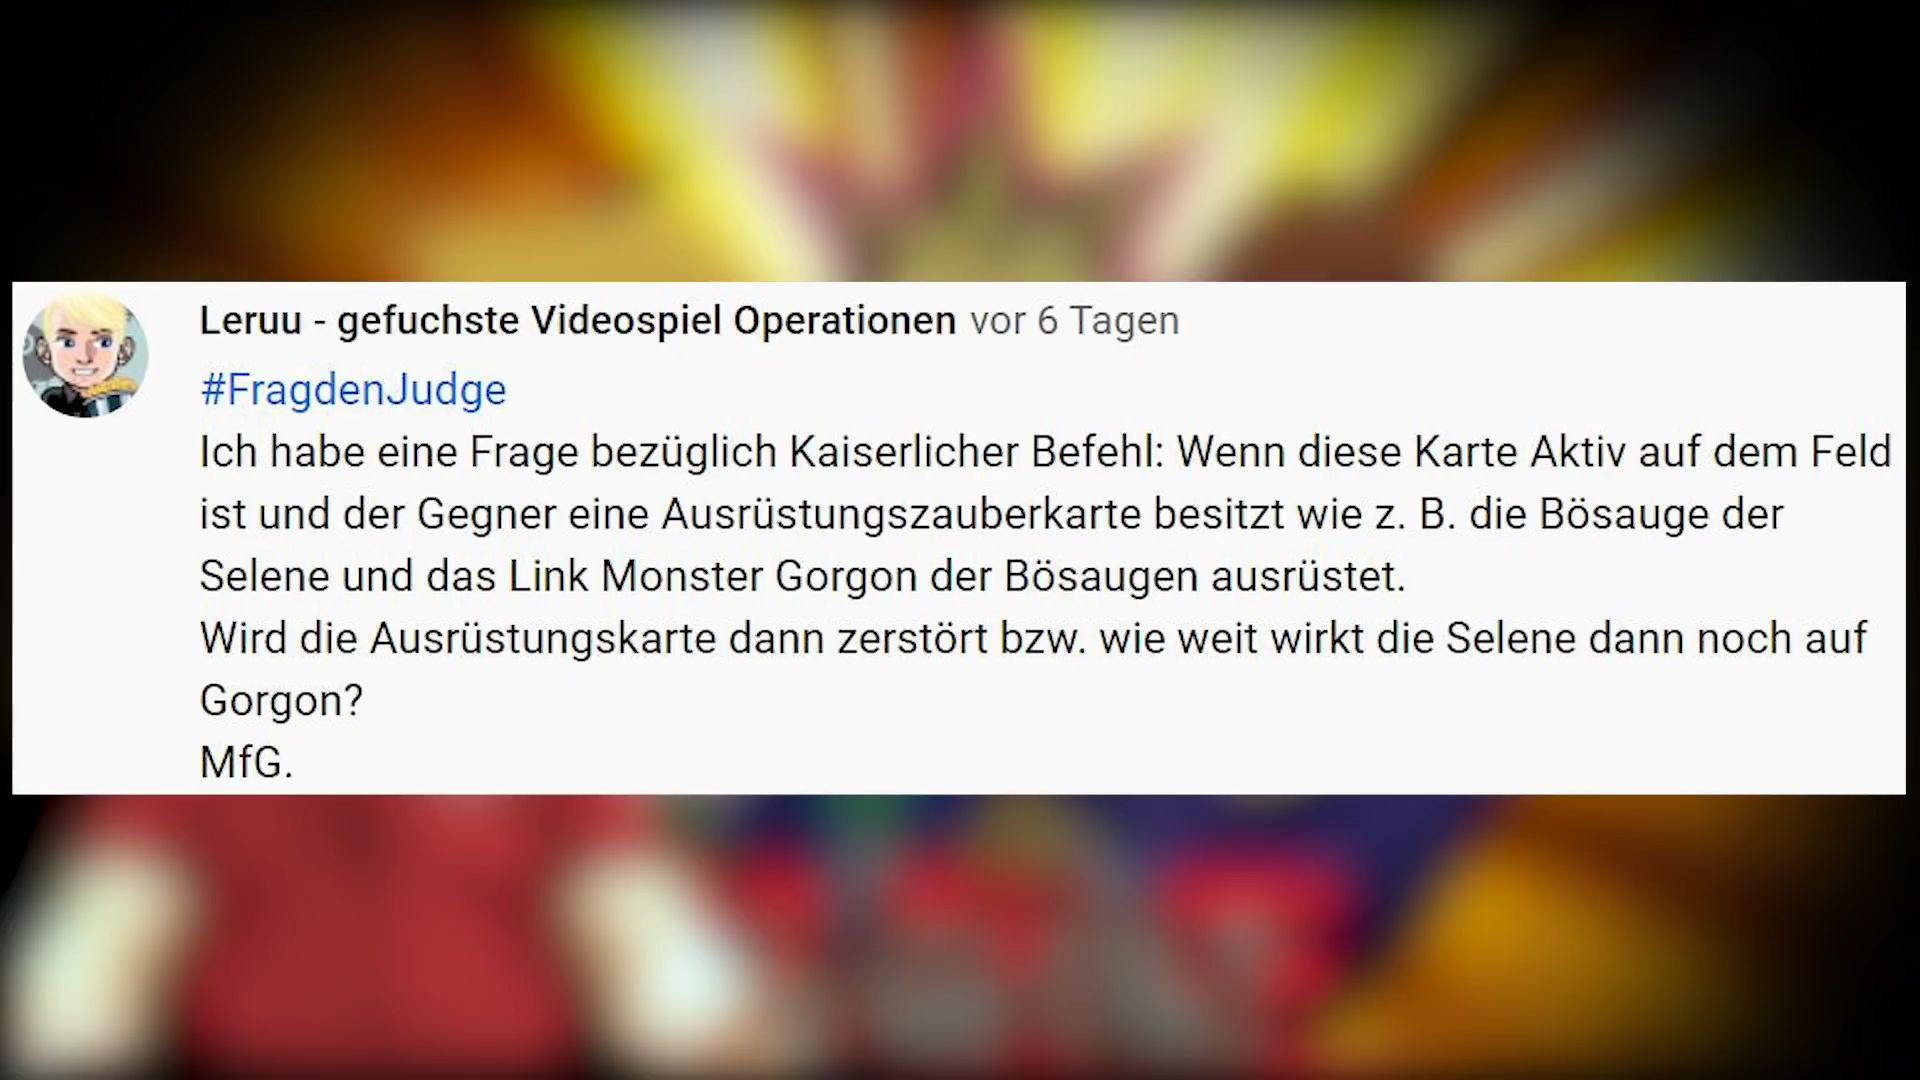 Leruu - gefuchste Videospiel Operationen vor 6 Tagen
#FragdenJudge
Ich habe eine Frage bezüglich Kaiserlicher Befehl: Wenn diese Karte Aktiv auf dem Feld
ist und der Gegner eine Ausrüstungszauberkarte besitzt wie z. B. die Bösauge der
Selene und das Link Monster Gorgon der Bösaugen ausrüstet.
Wird die Ausrüstungskarte dann zerstört bzw. wie weit wirkt die Selene dann noch auf
Gorgon?
MfG.